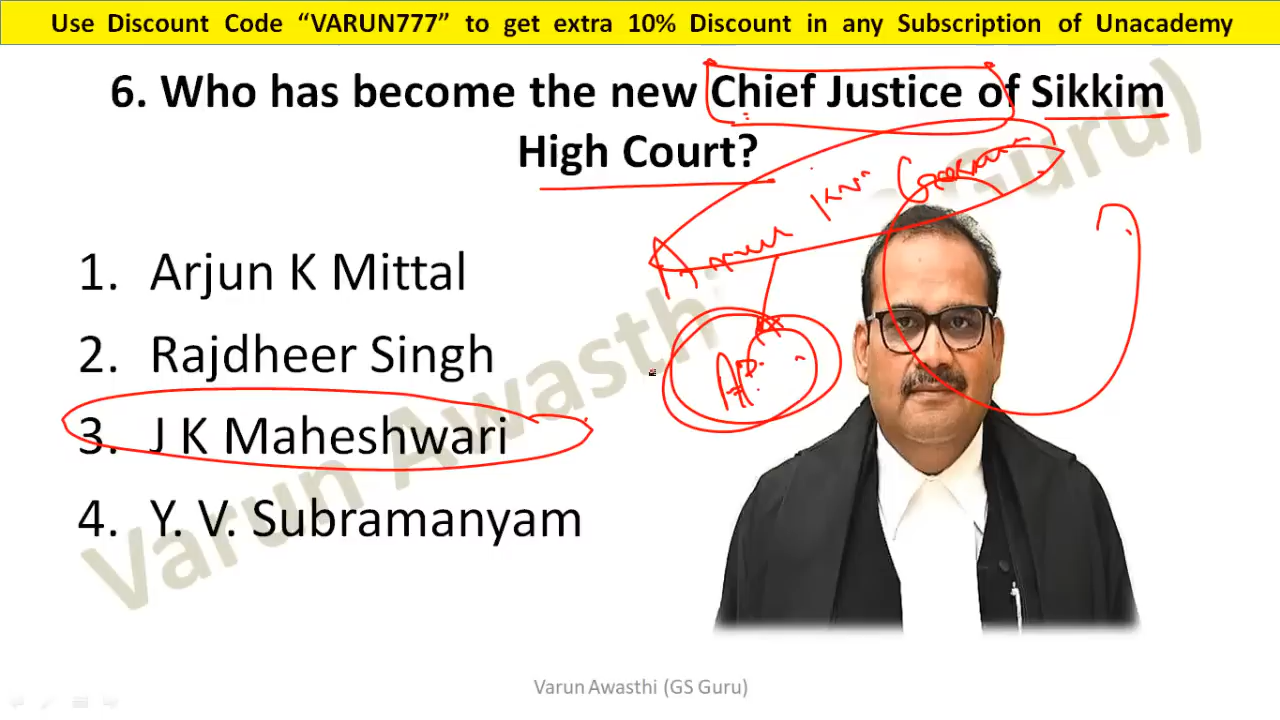 Use Discount Code “VARUN777” to get extra 10% Discount in any Subscription of Unacademy
6. Who has become the new Chief Justice of Sikkim
High Court?
1. Arjun K Mittal
2. Rajdheer Singh
3. J K Maheshwari
4. Y. V. Subramanyam
Varun Awasthi (GS Guru)
Varun Awasthi (GS Guru)